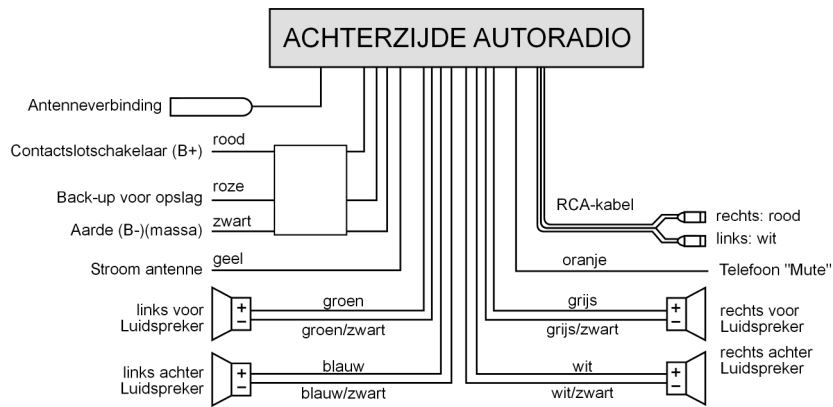 ACHTERZIJDE AUTORADIO
Antenneverbinding
Contactslotschakelaar (B+)
rood
Back-up voor opslag
roze
Aarde (B-)(massa)
zwart
Stroom antenne
geel
links voor
Luidspreker
+
−
groen
groen/zwart
links achter
Luidspreker
+
−
blauw
blauw/zwart
RCA-kabel
rechts: rood
links: wit
oranje
Telefoon "Mute"
grijs
grijs/zwart
+
−
rechts voor
Luidspreker
wit
wit/zwart
+
−
rechts achter
Luidspreker